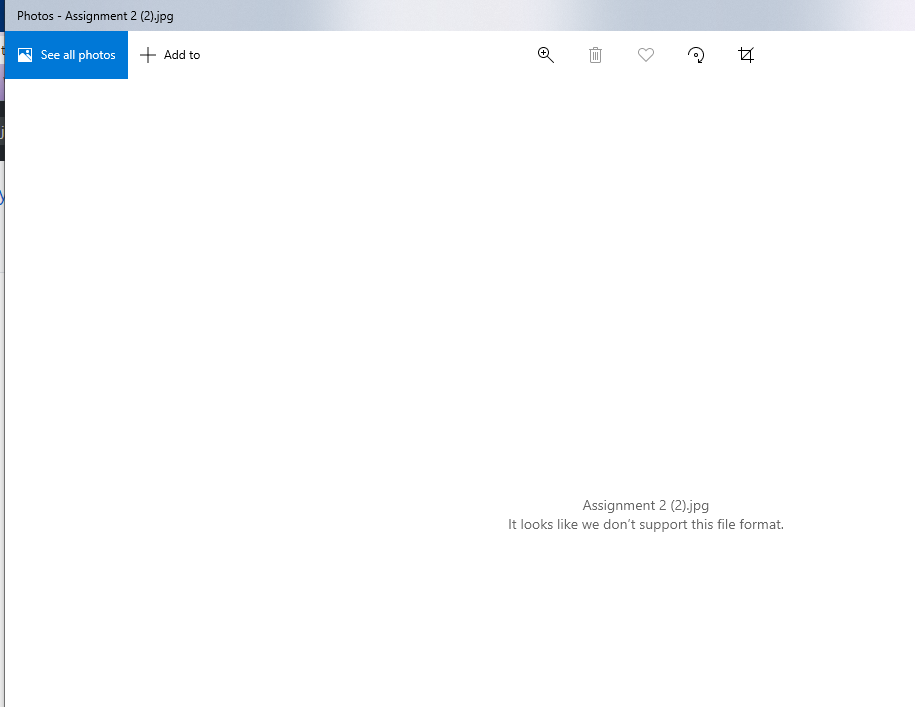 Photos - Assignment 2 (2).jpg
See all photos
Add to
Assignment 2 (2).jpg
It looks like we don't support this file format.